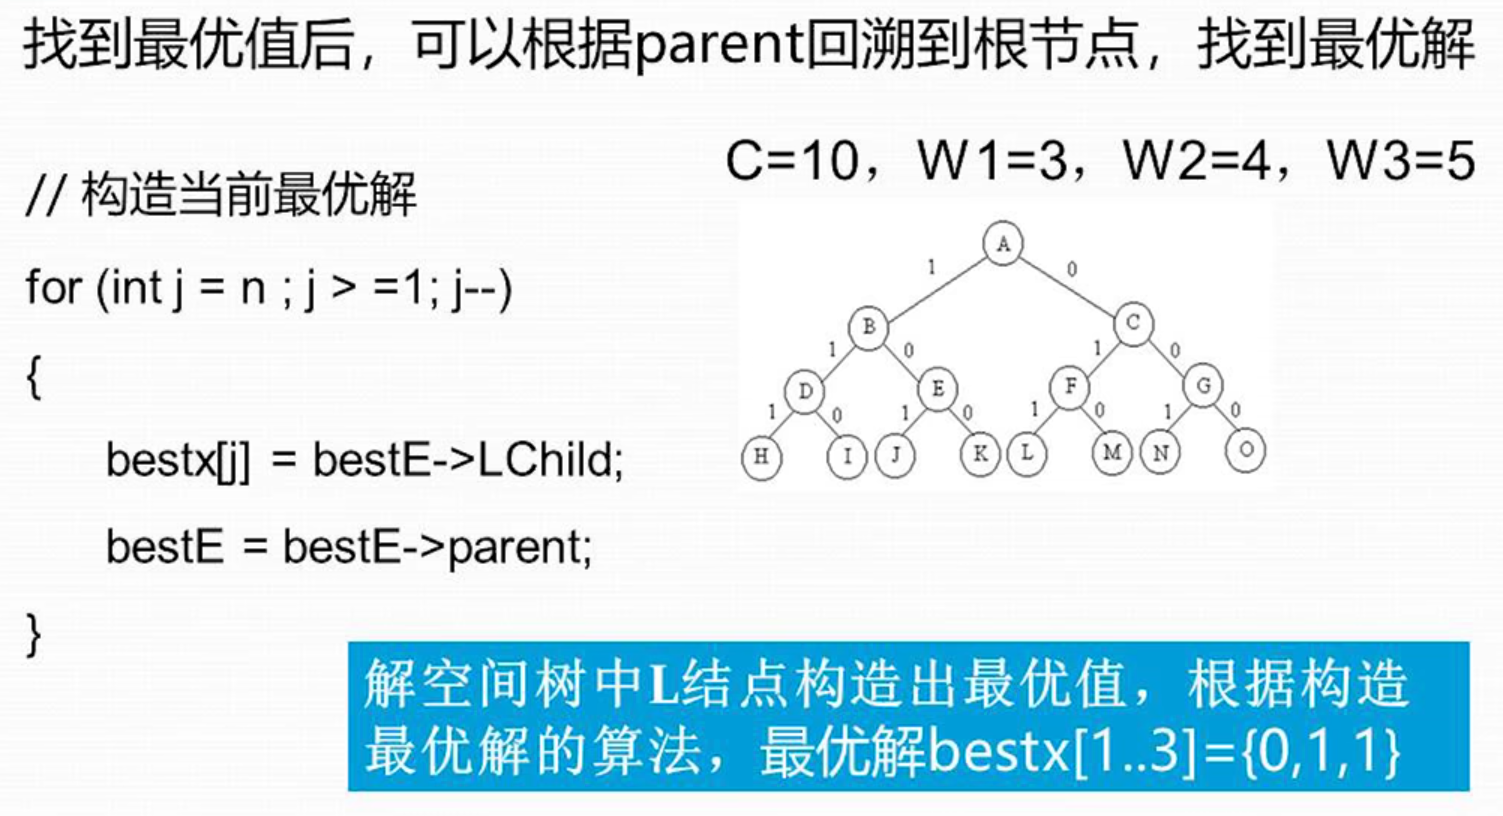 找到最优值后，可以根据parent回溯到根节点，找到最优解
C=10，W1=3，W2=4，W3=5
// 构造当前最优解
for (int j = n ; j > =1; j--)
{
bestx[j] = bestE->LChild;
bestE = bestE->parent;
}
A
1 0
B C
1 0 1 0
D E F G
1 0 1 0 1 0 1 0
H I J K L M N O
解空间树中L结点构造出最优值，根据构造
最优解的算法，最优解bestx[1..3]={0,1,1}